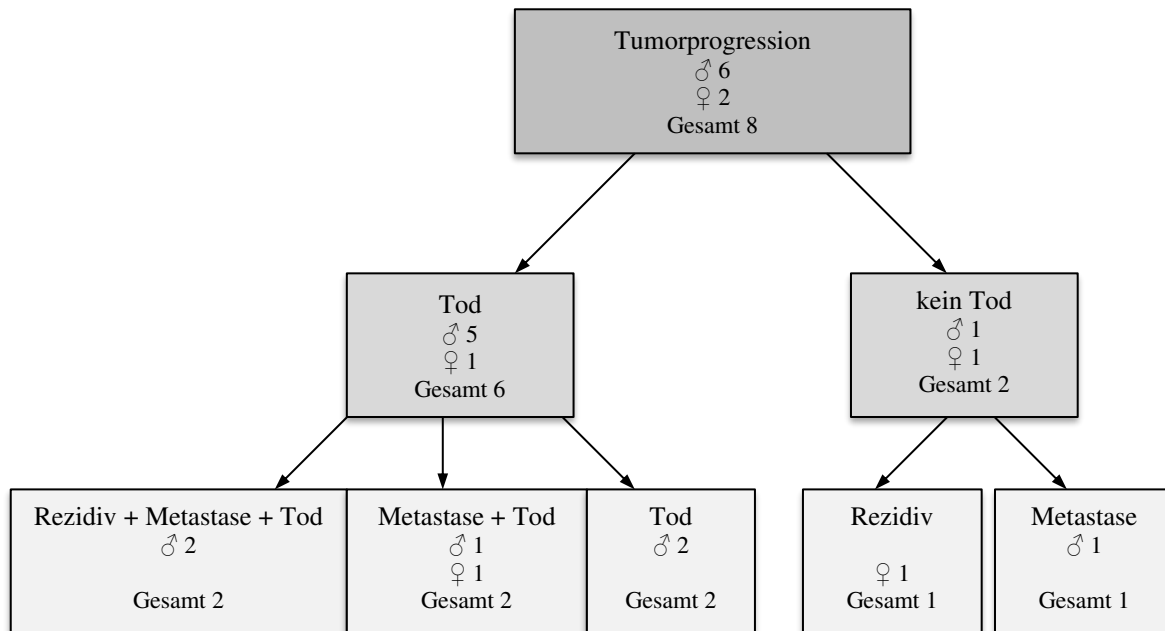 Tumorprogression
♂ 6
♀ 2
Gesamt 8
Tod
♂ 5
♀ 1
Gesamt 6
kein Tod
♂ 1
♀ 1
Gesamt 2
Rezidiv + Metastase + Tod
♂ 2
Gesamt 2
Metastase + Tod
♂ 1
♀ 1
Gesamt 2
Tod
♂ 2
Gesamt 2
Rezidiv
♀ 1
Gesamt 1
Metastase
♂ 1
Gesamt 1